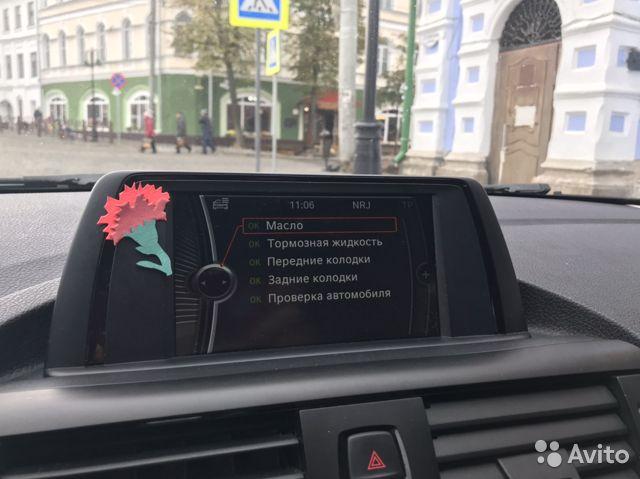 11:06 NRJ TP
OK Масло
OK Тормозная жидкость
OK Передние колодки
OK Задние колодки
OK Проверка автомобиля
Avito